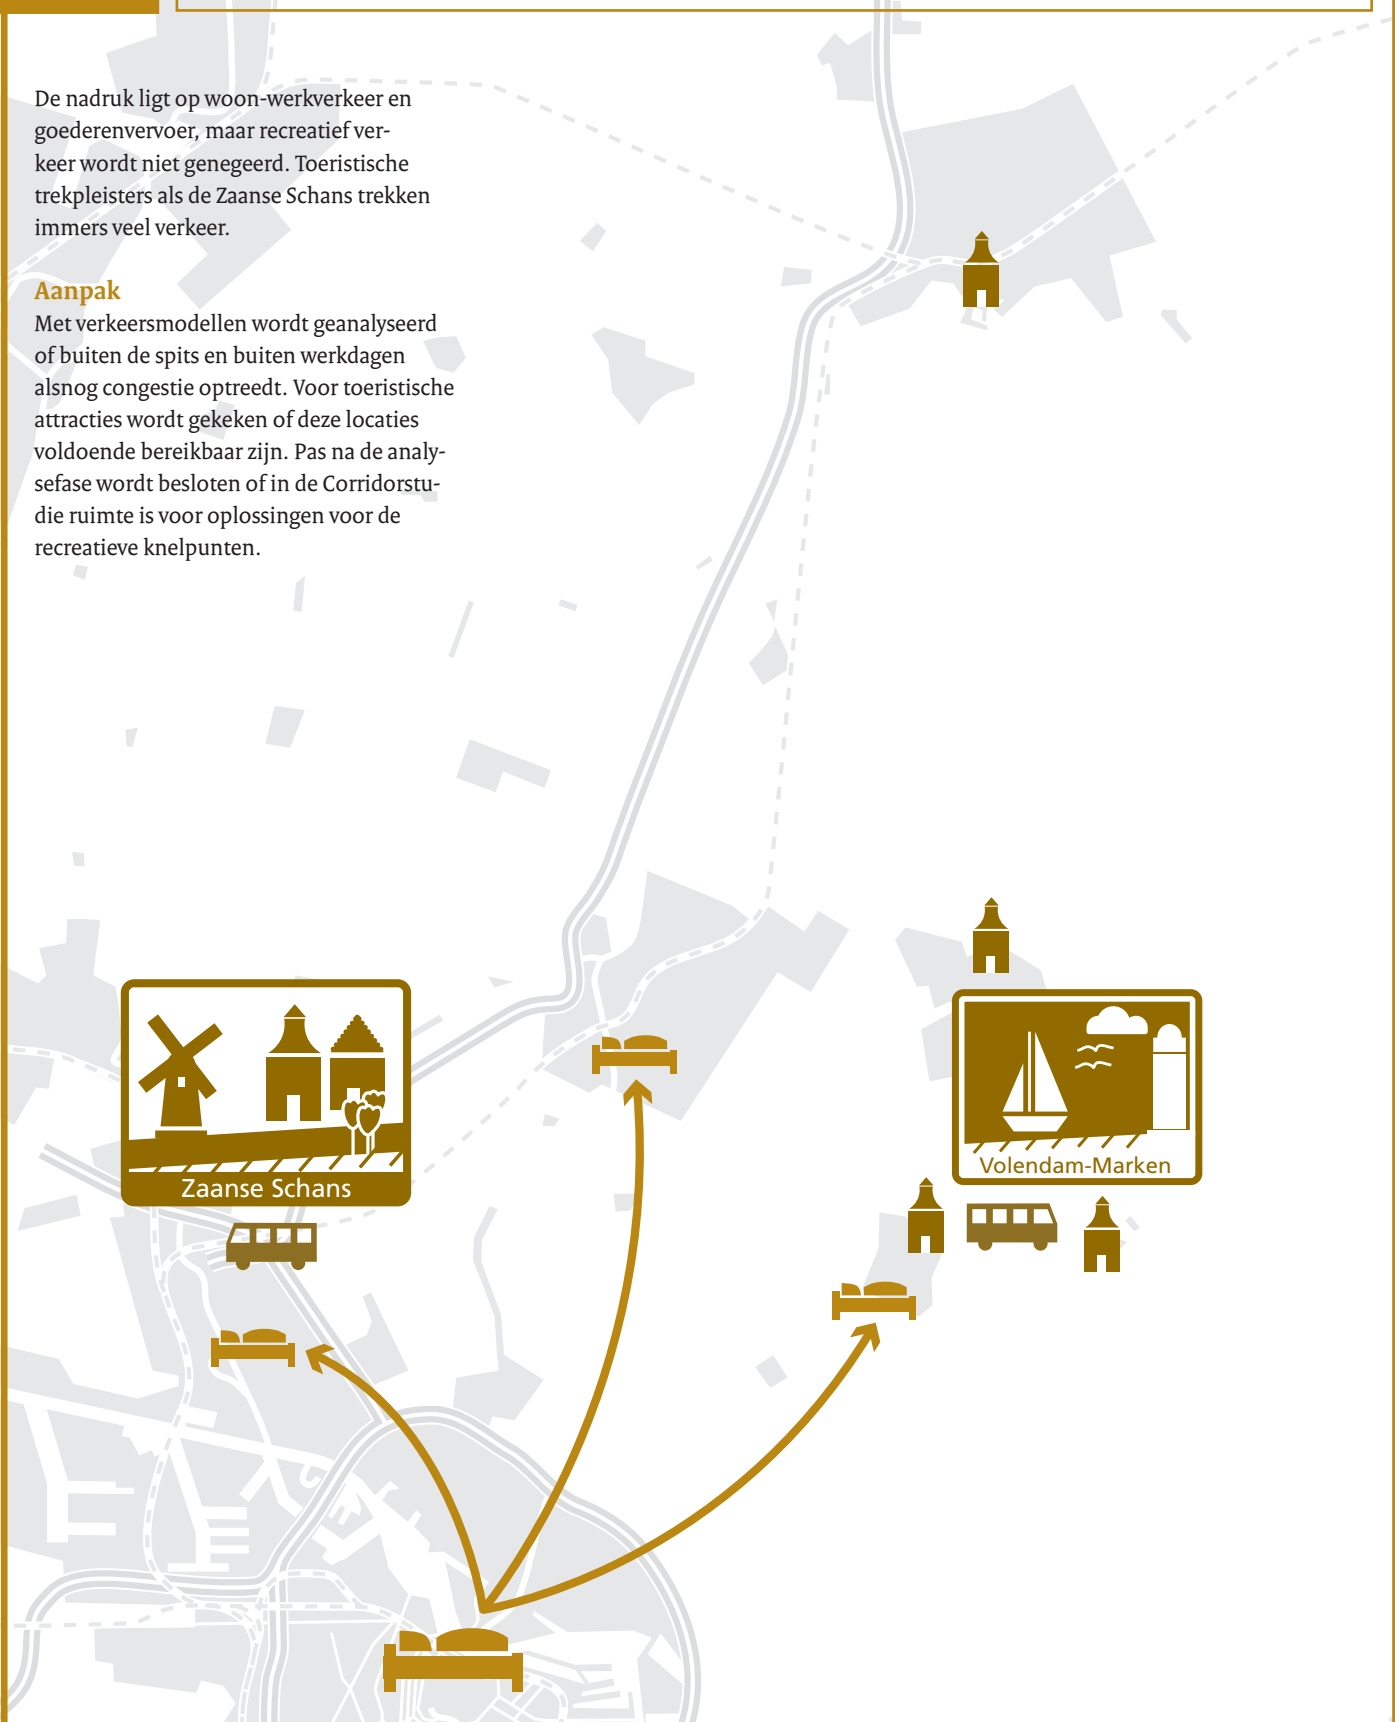 De nadruk ligt op woon-werkverkeer en
goederenvervoer, maar recreatief ver-
keer wordt niet genegeerd. Toeristische
trekpleisters als de Zaanse Schans trekken
immers veel verkeer.
Aanpak
Met verkeersmodellen wordt geanalyseerd
of buiten de spits en buiten werkdagen
alsnog congestie optreedt. Voor toeristische
attracties wordt gekeken of deze locaties
voldoende bereikbaar zijn. Pas na de analy-
sefase wordt besloten of in de Corridorstu-
die ruimte is voor oplossingen voor de
recreatieve knelpunten.
Zaanse Schans
Volendam-Marken